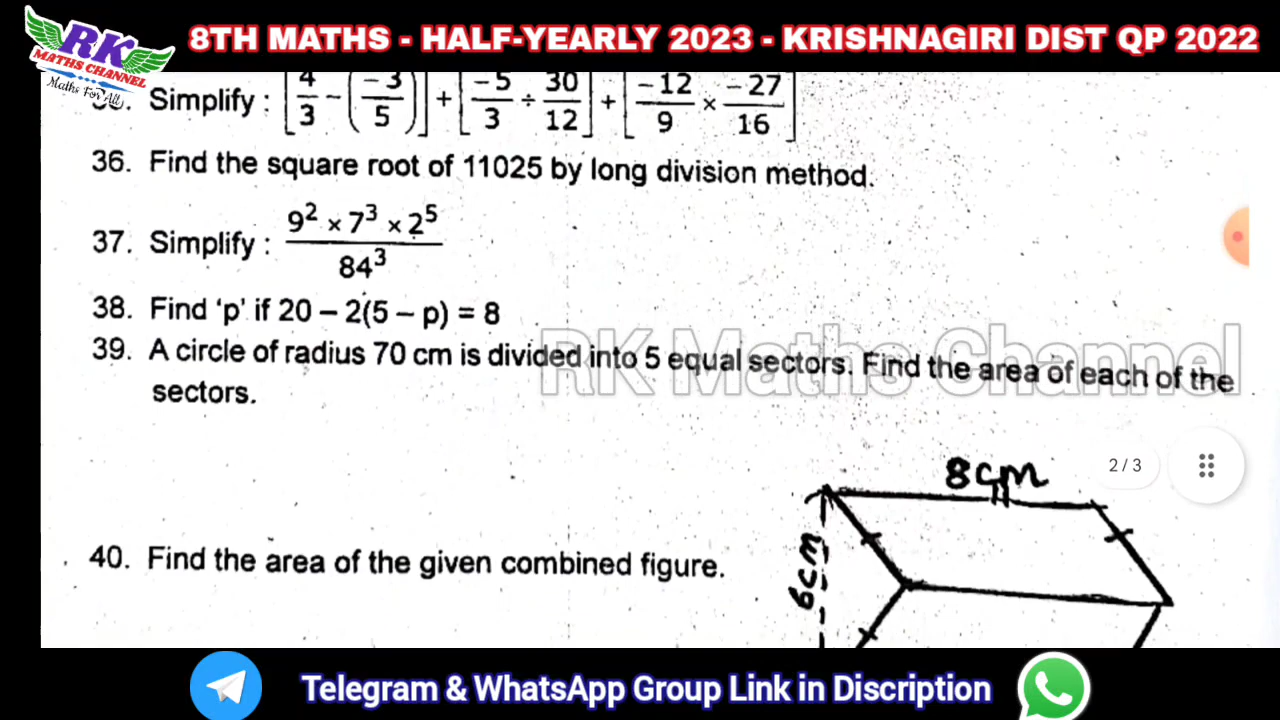 RK
MATHS CHANNEL
Maths For All
8TH MATHS - HALF-YEARLY 2023 - KRISHNAGIRI DIST QP 2022
Simplify : [4/3 − (−3/5)] + [−5/3 ÷ 30/12] + [−12/9 × −27/16]
36. Find the square root of 11025 by long division method.
37. Simplify : 9² × 7³ × 2⁵ / 84³
38. Find ‘p’ if 20 – 2(5 – p) = 8
39. A circle of radius 70 cm is divided into 5 equal sectors. Find the area of each of the
sectors.
RK Maths Channel
2 / 3
8cm
6cm
40. Find the area of the given combined figure.
Telegram & WhatsApp Group Link in Discription